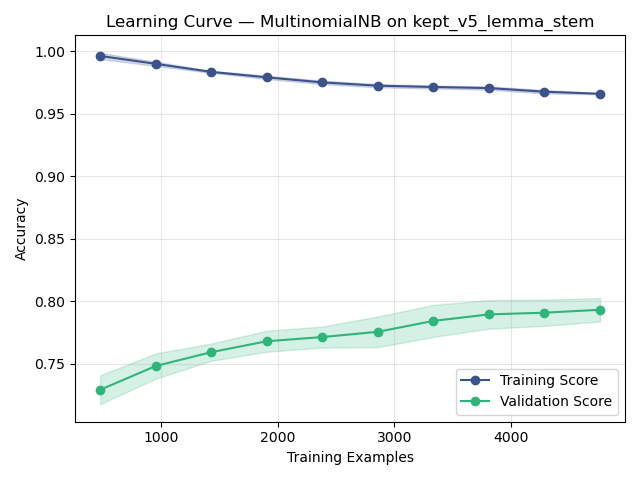 Learning Curve — MultinomialNB on kept_v5_lemma_stem
1.00
0.95
0.90
0.85
0.80
0.75
Accuracy
Training Score
Validation Score
1000
2000
3000
4000
Training Examples